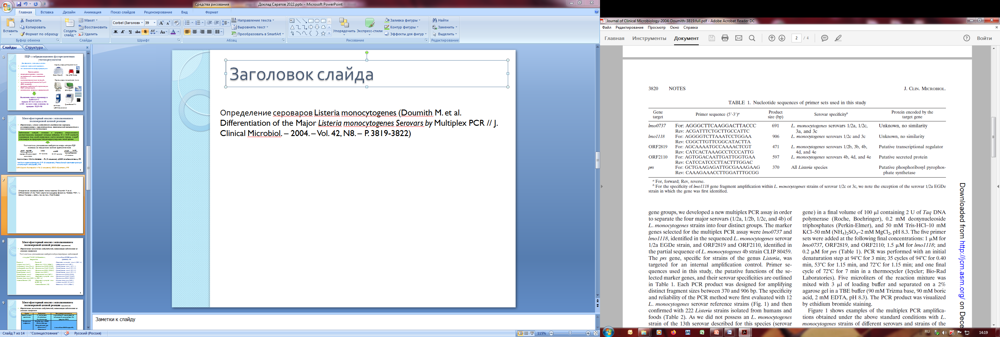 Средства рисования
Доклад Саратов 2022.pptx - Microsoft PowerPoint
Главная Вставка Дизайн Анимация Показ слайдов Рецензирование Вид Формат
Вставить
Вырезать
Копировать
Формат по образцу
Буфер обмена
Создать слайд
Макет
Восстановить
Удалить
Слайды
Corbel (Заголові 39
Ж К Ч abc S AV Aa A
Шрифт
Направление текста
Выровнять текст
Преобразовать в SmartArt
Абзац
Упорядочить Экспресс-стили
Заливка фигуры
Контур фигуры
Эффекты для фигур
Рисование
Найти
Заменить
Выделить
Редактирование
Слайды Структура
5
ПЦР с гибридизационно-флуоресцентным
учетом результатов
6
Многофакторный анализ с использованием
полимеразной цепной реакции
7
Определение сероваров Listeria monocytogenes (Doumith M. et al.
Differentiation of the Major Listeria monocytogenes Serovars by Multiplex PCR // J.
Clinical Microbiol. – 2004. – Vol. 42, N8. – P. 3819-3822)
8
Многофакторный анализ с использованием
полимеразной цепной реакции
9
Многофакторный анализ с использованием
полимеразной цепной реакции
Заголовок слайда
Определение сероваров Listeria monocytogenes (Doumith M. et al.
Differentiation of the Major Listeria monocytogenes Serovars by Multiplex PCR // J.
Clinical Microbiol. – 2004. – Vol. 42, N8. – P. 3819-3822)
Заметки к слайду
Слайд 7 из 14 "Солнцестояние" Русский (Россия) 115%
Journal of Clinical Microbiology-2004-Doumith-3819.full.pdf - Adobe Acrobat Reader DC
Файл Редактирование Просмотр Окно Справка
Главная Инструменты Документ 2 / 4 Войти
3820 NOTES J. CLIN. MICROBIOL.
TABLE 1. Nucleotide sequences of primer sets used in this study
Gene target Primer sequence (5′-3′)a Product size (bp) Serovar specificityb Protein encoded by the target gene
lmo0737 For: AGGGCTTCAAGGACTTACCC 691 L. monocytogenes serovars 1/2a, 1/2c, Unknown, no similarity
Rev: ACGATTTCTGCTTGCCATTC 3a, and 3c
lmo1118 For: AGGGGTCTTAAATCCTGGAA 906 L. monocytogenes serovars 1/2c and 3c Unknown, no similarity
Rev: CGGCTTGTTCGGCATACTTA
ORF2819 For: AGCAAAATGCCAAAACTCGT 471 L. monocytogenes serovars 1/2b, 3b, 4b, Putative transcriptional regulator
Rev: CATCACTAAAGCCTCCCATTG 4d, and 4e
ORF2110 For: AGTGGACAATTGATTGGTGAA 597 L. monocytogenes serovars 4b, 4d, and 4e Putative secreted protein
Rev: CATCCATCCCTTACTTTGGAC
prs For: GCTGAAGAGATTGCGAAAGAAG 370 All Listeria species Putative phosphoribosyl pyrophos-
Rev: CAAAGAAACCTTGGATTTGCGG phate synthetase
a For, forward; Rev, reverse.
b For the specificity of lmo1118 gene fragment amplification within L. monocytogenes strains of serovar 1/2c or 3c, we note the exception of the serovar 1/2a EGDe
strain in which the gene was first identified.
gene groups, we developed a new multiplex PCR assay in order
to separate the four major serovars (1/2a, 1/2b, 1/2c, and 4b) of
L. monocytogenes strains into four distinct groups. The marker
genes selected for the multiplex PCR assay were lmo0737 and
lmo1118, identified in the sequenced L. monocytogenes serovar
1/2a EGDe strain, and ORF2819 and ORF2110, identified in
the partial sequence of L. monocytogenes 4b strain CLIP 80459.
The prs gene, specific for strains of the genus Listeria, was
targeted for an internal amplification control. Primer se-
quences used in this study, the putative functions of the se-
lected marker genes, and their serovar specificities are outlined
in Table 1. Each PCR product was designed for amplifying
distinct fragment sizes between 370 and 906 bp. The specificity
and reliability of the PCR method were first evaluated with 12
L. monocytogenes serovar reference strains (Fig. 1) and then
confirmed with 222 Listeria strains isolated from humans and
foods (Table 2). As we did not possess an L. monocytogenes
strain of the 13th serovar described for this species (serovar
gene) in a final volume of 100 μl containing 2 U of Taq DNA
polymerase (Roche, Boehringer), 0.2 mM deoxynucleoside
triphosphates (Perkin-Elmer), and 50 mM Tris-HCl–10 mM
KCl–50 mM (NH4)2SO4–2 mM MgCl2, pH 8.3. The five primer
sets were added at the following final concentrations: 1 μM for
lmo0737, ORF2819, and ORF2110; 1.5 μM for lmo1118; and
0.2 μM for prs (Table 1). PCR was performed with an initial
denaturation step at 94°C for 3 min; 35 cycles of 94°C for 0.40
min, 53°C for 1.15 min, and 72°C for 1.15 min; and one final
cycle of 72°C for 7 min in a thermocycler (Icycler; Bio-Rad
Laboratories). Five microliters of the reaction mixture was
mixed with 3 μl of loading buffer and separated on a 2%
agarose gel in a TBE buffer (90 mM Trizma base, 90 mM boric
acid, 2 mM EDTA, pH 8.3). The PCR product was visualized
by ethidium bromide staining.
Figure 1 shows examples of the multiplex PCR amplifica-
tions obtained under the above standard conditions with L.
monocytogenes strains of different serovars and strains of the
Downloaded from http://jcm.asm.org/ on Dece
RU 14:19